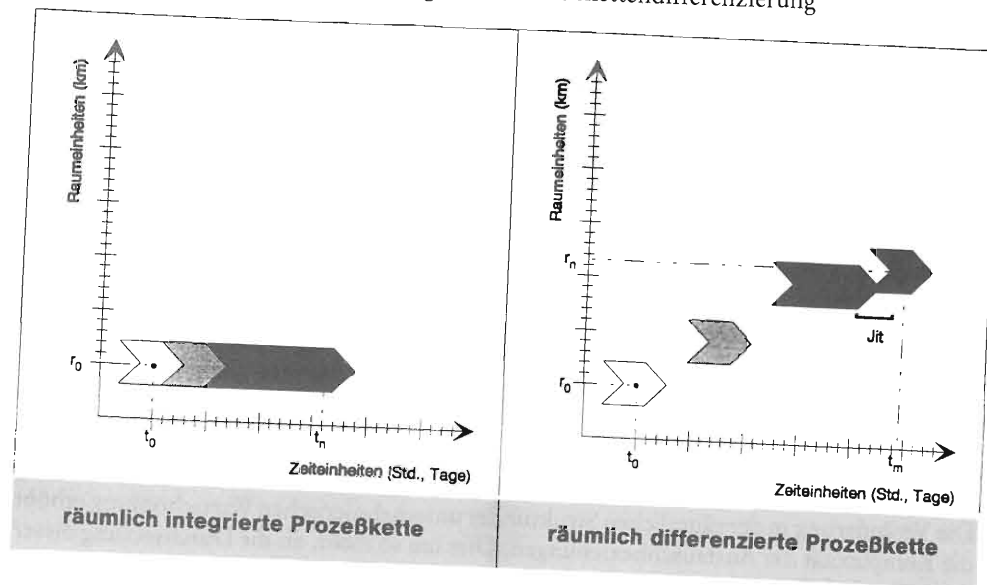 Raumeinheiten (km)
r0
t0
tn
Zeiteinheiten (Std., Tage)
räumlich integrierte Prozeßkette
Raumeinheiten (km)
rn
r0
Jit
t0
tm
Zeiteinheiten (Std., Tage)
räumlich differenzierte Prozeßkette